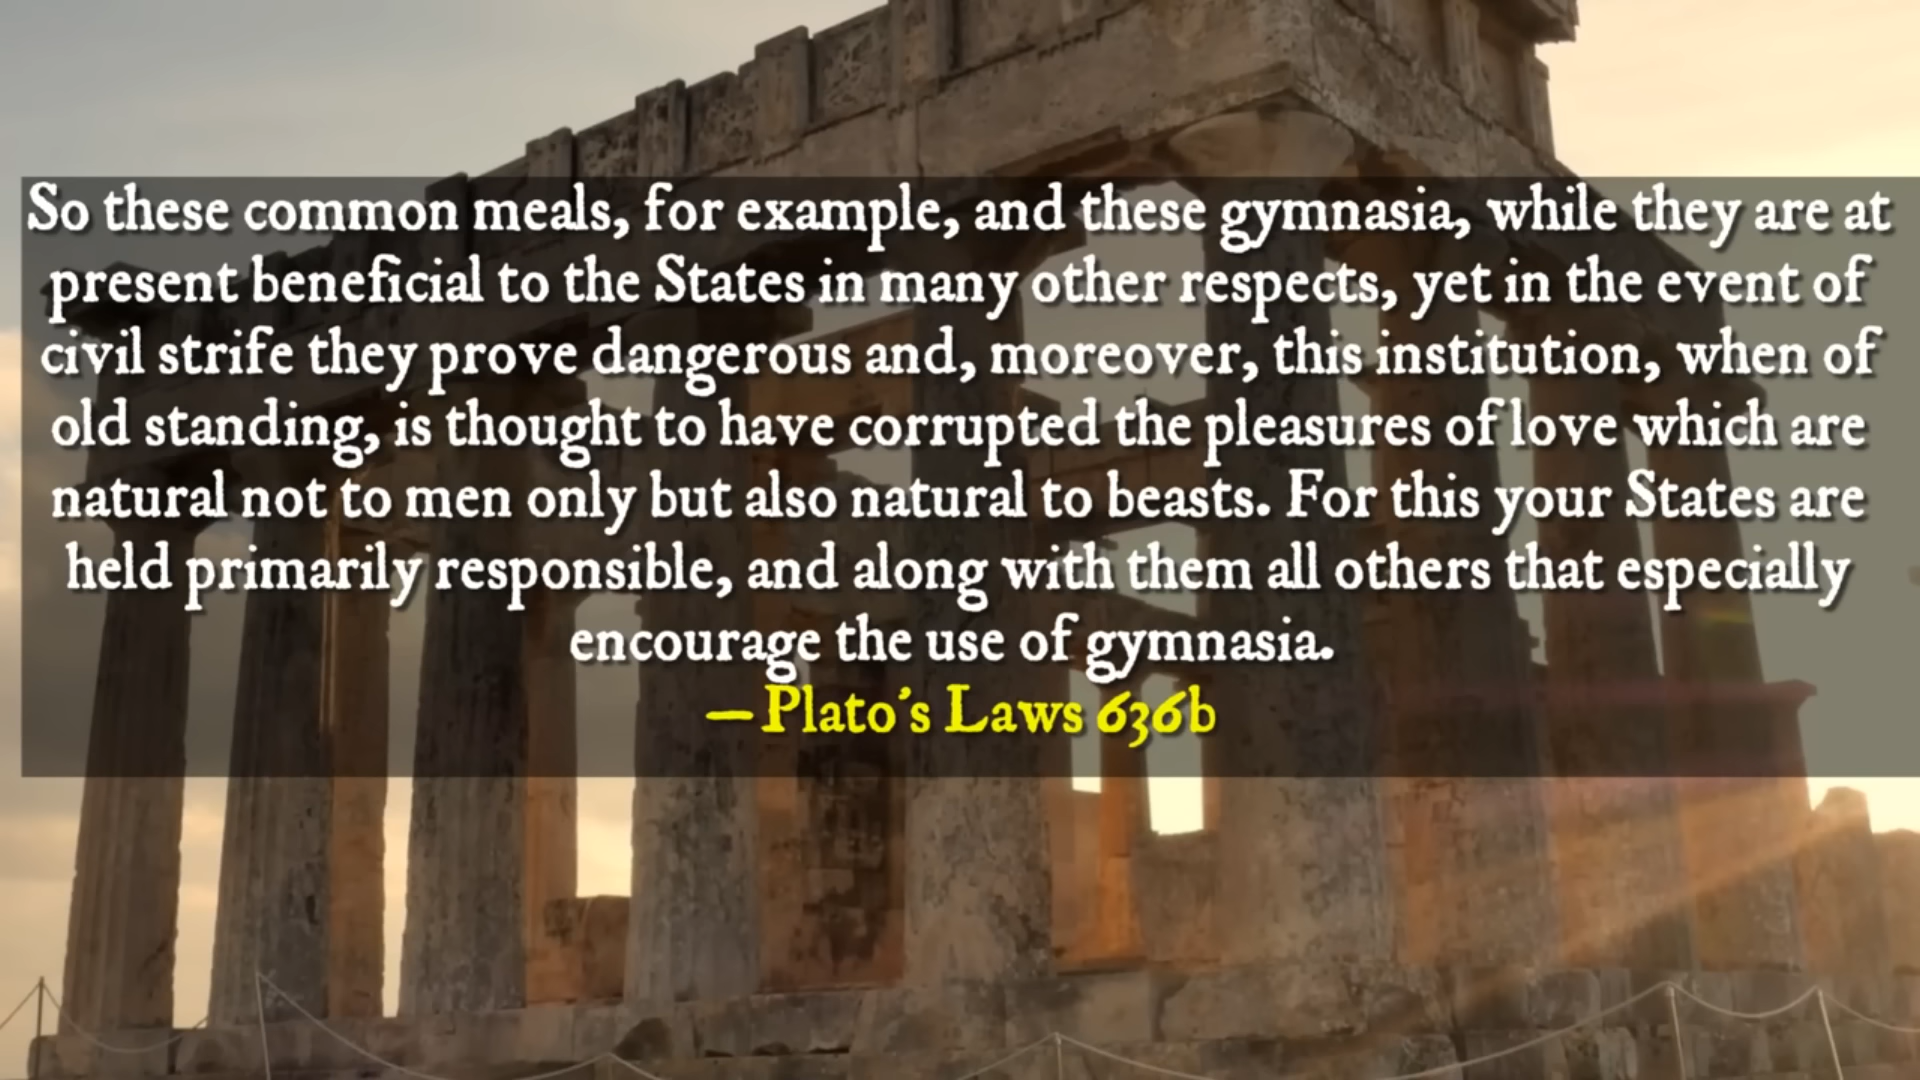 So these common meals, for example, and these gymnasia, while they are at
present beneficial to the States in many other respects, yet in the event of
civil strife they prove dangerous and, moreover, this institution, when of
old standing, is thought to have corrupted the pleasures of love which are
natural not to men only but also natural to beasts. For this your States are
held primarily responsible, and along with them all others that especially
encourage the use of gymnasia.
—Plato's Laws 636b